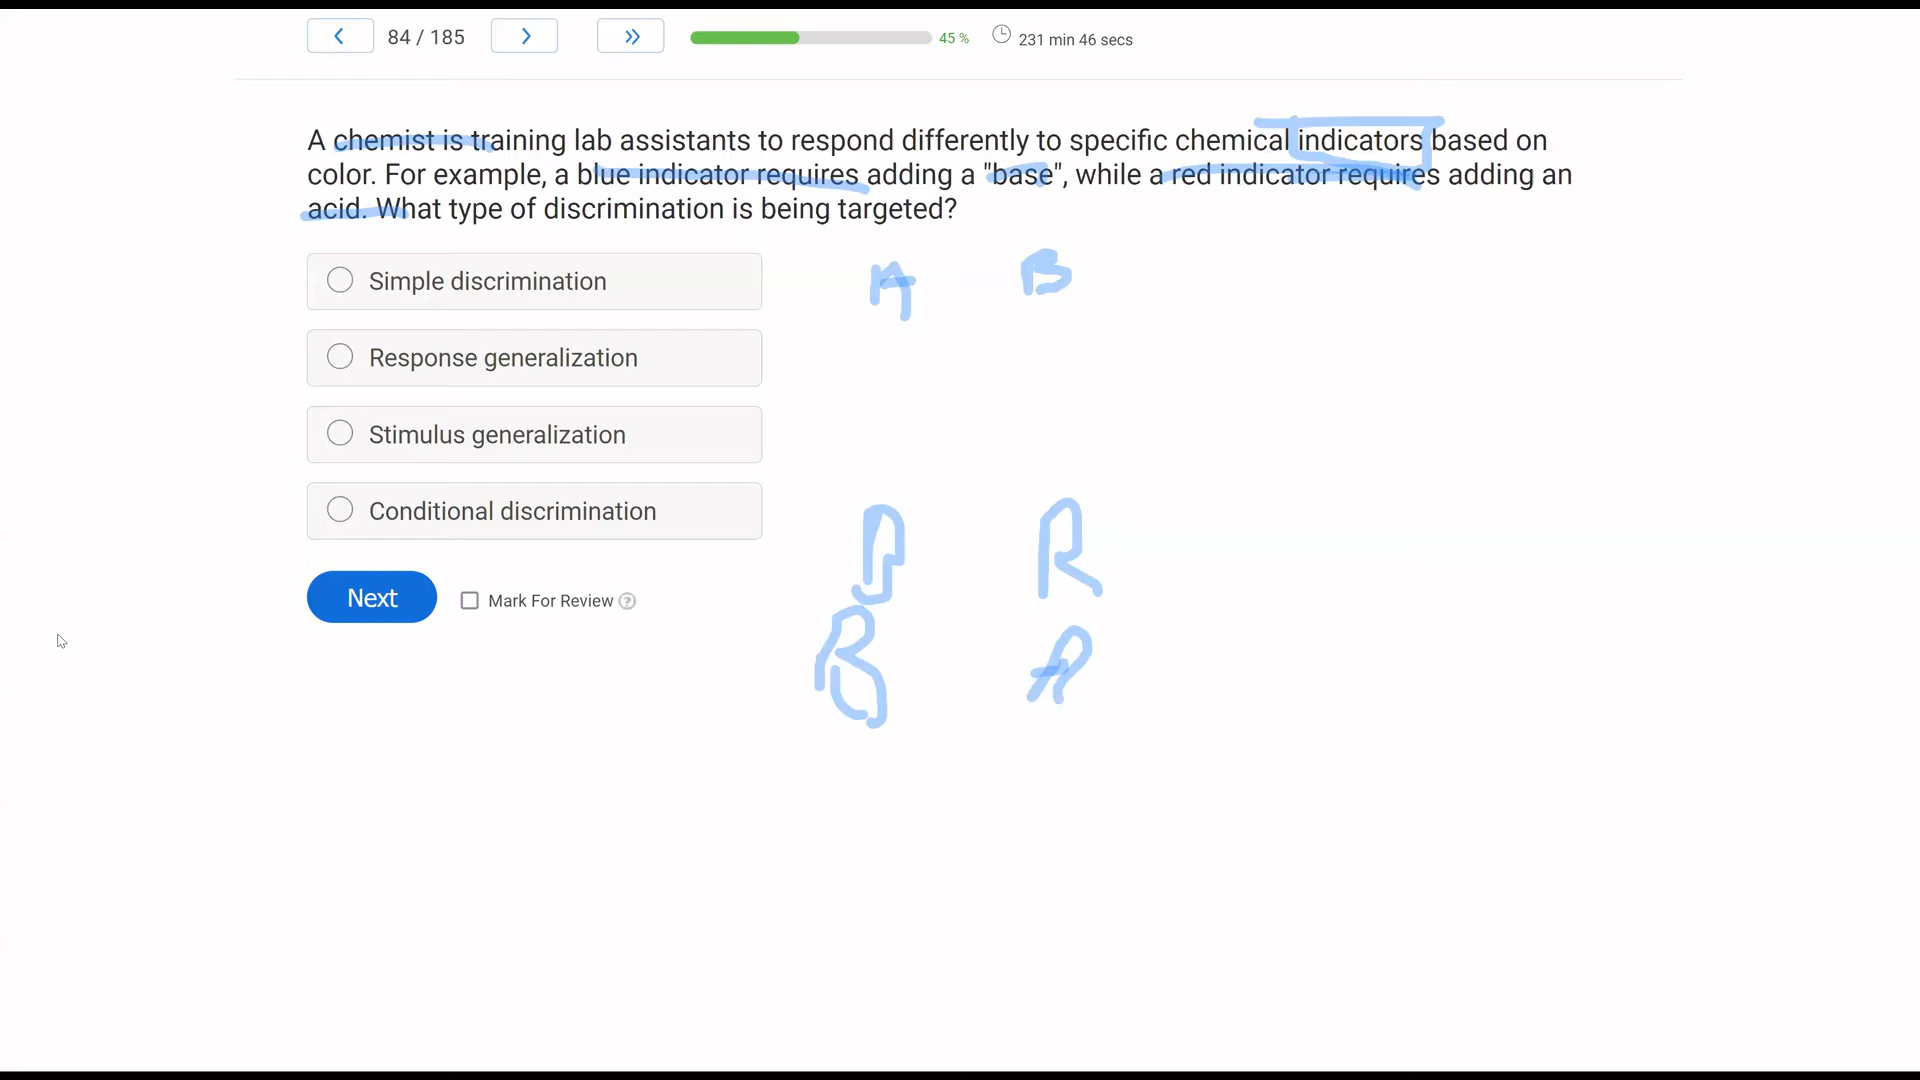 84 / 185
45 %
231 min 46 secs
A chemist is training lab assistants to respond differently to specific chemical indicators based on
color. For example, a blue indicator requires adding a "base", while a red indicator requires adding an
acid. What type of discrimination is being targeted?
Simple discrimination
A B
Response generalization
Stimulus generalization
Conditional discrimination
R
Next
Mark For Review ?
A